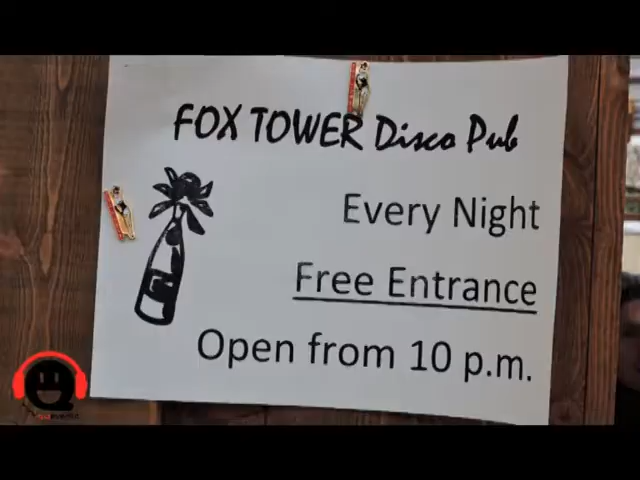 FOX TOWER Disco Pub
Every Night
Free Entrance
Open from 10 p.m.